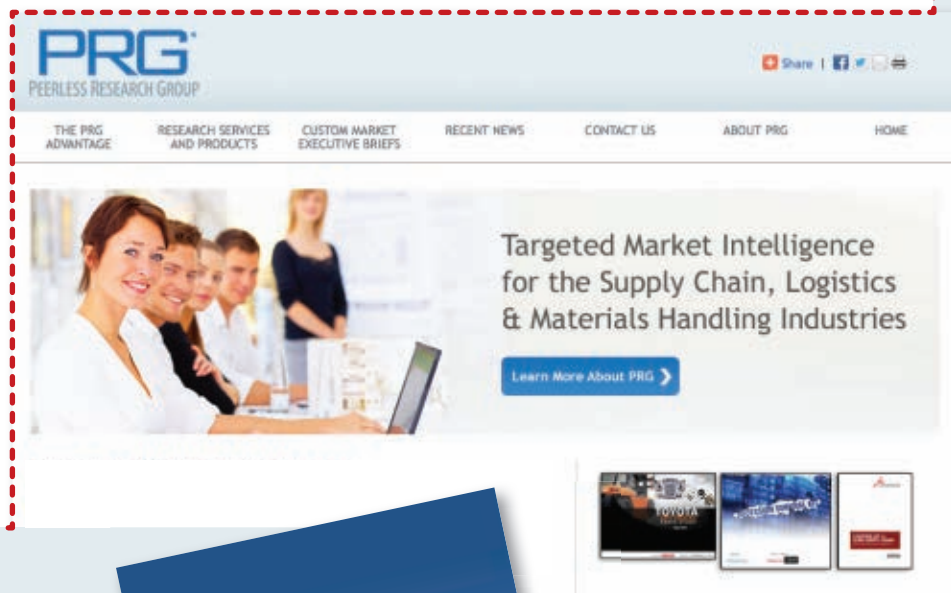 PRG
PEERLESS RESEARCH GROUP
Share |
THE PRG
ADVANTAGE
RESEARCH SERVICES
AND PRODUCTS
CUSTOM MARKET
EXECUTIVE BRIEFS
RECENT NEWS
CONTACT US
ABOUT PRG
HOME
Targeted Market Intelligence
for the Supply Chain, Logistics
& Materials Handling Industries
Learn More About PRG ❯
TOYOTA